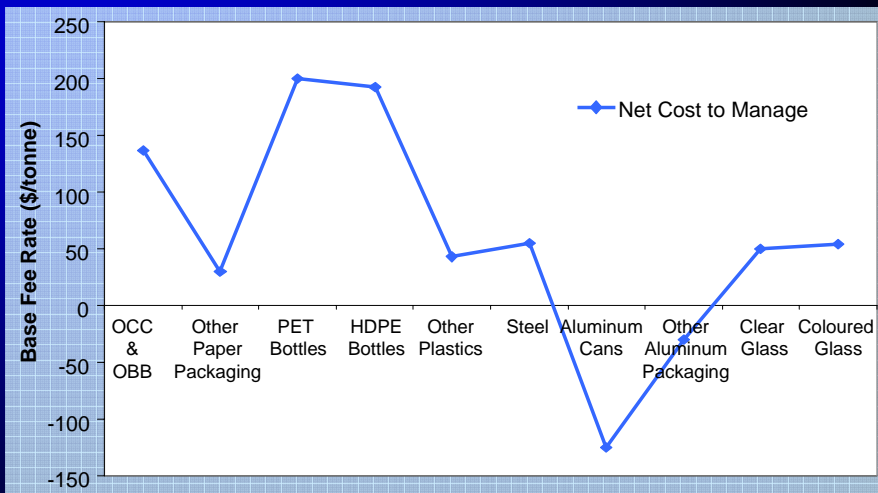 250
200
150
100
50
0
-50
-100
-150
Base Fee Rate ($/tonne)
Net Cost to Manage
OCC
&
OBB
Other
Paper
Packaging
PET
Bottles
HDPE
Bottles
Other
Plastics
Steel
Aluminum
Cans
Other
Aluminum
Packaging
Clear
Glass
Coloured
Glass